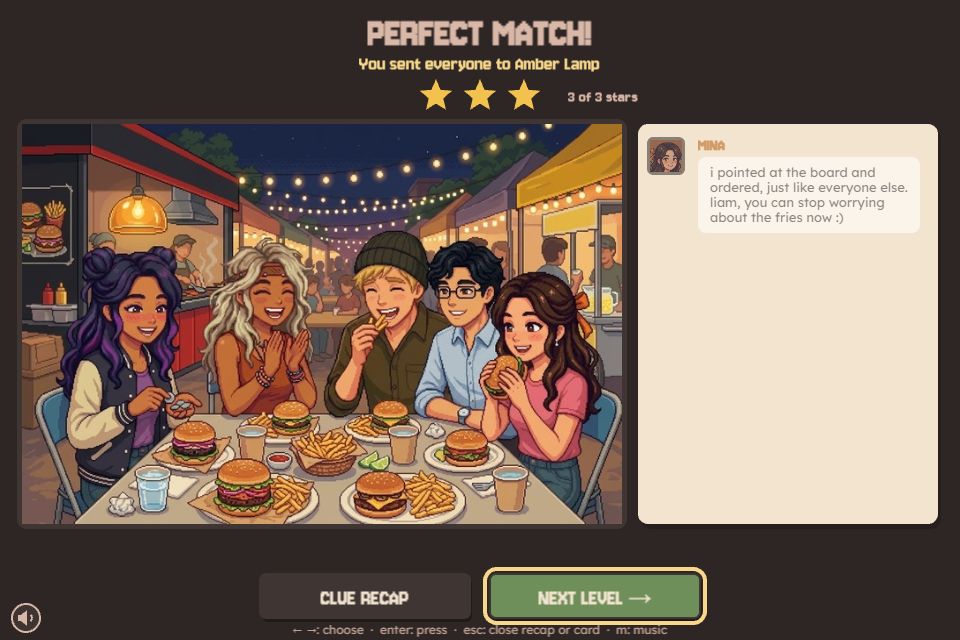 PERFECT MATCH!
You sent everyone to Amber Lamp
3 of 3 stars
MINA
i pointed at the board and
ordered, just like everyone else.
liam, you can stop worrying
about the fries now :)
CLUE RECAP
NEXT LEVEL →
← →: choose · enter: press · esc: close recap or card · m: music